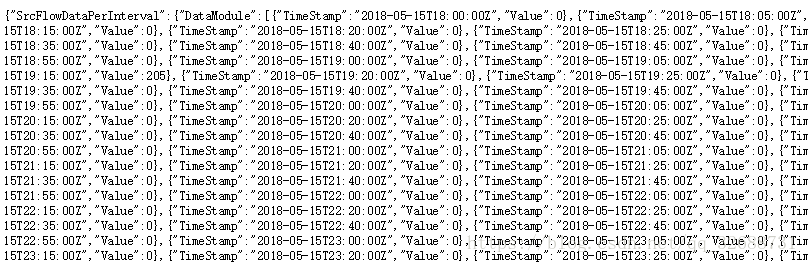 {"SrcFlowDataPerInterval":{"DataModule":[{"TimeStamp":"2018-05-15T18:00:00Z","Value":0},{"TimeStamp":"2018-05-15T18:05:00Z",
15T18:15:00Z","Value":0},{"TimeStamp":"2018-05-15T18:20:00Z","Value":0},{"TimeStamp":"2018-05-15T18:25:00Z","Value":0},{"Tim
15T18:35:00Z","Value":0},{"TimeStamp":"2018-05-15T18:40:00Z","Value":0},{"TimeStamp":"2018-05-15T18:45:00Z","Value":0},{"Tim
15T18:55:00Z","Value":0},{"TimeStamp":"2018-05-15T19:00:00Z","Value":0},{"TimeStamp":"2018-05-15T19:05:00Z","Value":0},{"Tim
15T19:15:00Z","Value":205},{"TimeStamp":"2018-05-15T19:20:00Z","Value":0},{"TimeStamp":"2018-05-15T19:25:00Z","Value":0},{"T
15T19:35:00Z","Value":0},{"TimeStamp":"2018-05-15T19:40:00Z","Value":0},{"TimeStamp":"2018-05-15T19:45:00Z","Value":0},{"Tim
15T19:55:00Z","Value":0},{"TimeStamp":"2018-05-15T20:00:00Z","Value":0},{"TimeStamp":"2018-05-15T20:05:00Z","Value":0},{"Tim
15T20:15:00Z","Value":0},{"TimeStamp":"2018-05-15T20:20:00Z","Value":0},{"TimeStamp":"2018-05-15T20:25:00Z","Value":0},{"Tim
15T20:35:00Z","Value":0},{"TimeStamp":"2018-05-15T20:40:00Z","Value":0},{"TimeStamp":"2018-05-15T20:45:00Z","Value":0},{"Tim
15T20:55:00Z","Value":0},{"TimeStamp":"2018-05-15T21:00:00Z","Value":0},{"TimeStamp":"2018-05-15T21:05:00Z","Value":0},{"Tim
15T21:15:00Z","Value":0},{"TimeStamp":"2018-05-15T21:20:00Z","Value":0},{"TimeStamp":"2018-05-15T21:25:00Z","Value":0},{"Tim
15T21:35:00Z","Value":0},{"TimeStamp":"2018-05-15T21:40:00Z","Value":0},{"TimeStamp":"2018-05-15T21:45:00Z","Value":0},{"Tim
15T21:55:00Z","Value":0},{"TimeStamp":"2018-05-15T22:00:00Z","Value":0},{"TimeStamp":"2018-05-15T22:05:00Z","Value":0},{"Tim
15T22:15:00Z","Value":0},{"TimeStamp":"2018-05-15T22:20:00Z","Value":0},{"TimeStamp":"2018-05-15T22:25:00Z","Value":0},{"Tim
15T22:35:00Z","Value":0},{"TimeStamp":"2018-05-15T22:40:00Z","Value":0},{"TimeStamp":"2018-05-15T22:45:00Z","Value":0},{"Tim
15T22:55:00Z","Value":0},{"TimeStamp":"2018-05-15T23:00:00Z","Value":0},{"TimeStamp":"2018-05-15T23:05:00Z","Value":0},{"Tim
15T23:15:00Z","Value":0},{"TimeStamp":"2018-05-15T23:20:00Z","Value":0},{"TimeStamp":"2018-05-15T23:25:00Z","Value":0},{"Tim